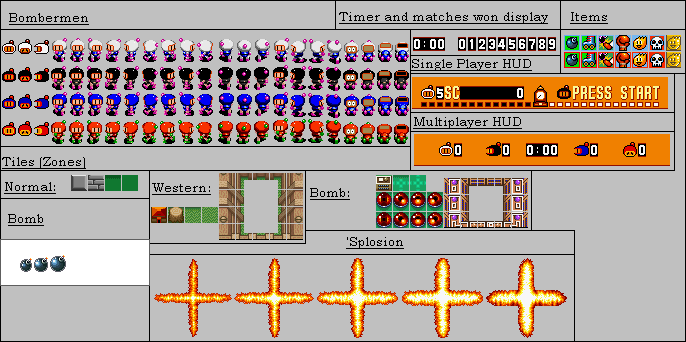 Bombermen
Timer and matches won display
Items
0:00 0123456789
Single Player HUD
5SC 0 PRESS START
Multiplayer HUD
0 0 0:00 0 0
Tiles (Zones)
Normal:
Western:
Bomb:
Bomb
'Splosion